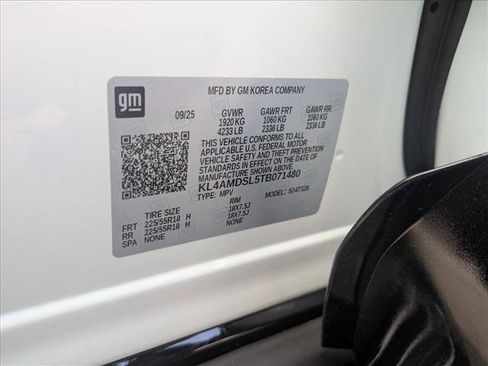 gm
MFD BY GM KOREA COMPANY
09/25 GVWR GAWR FRT GAWR RR
1920 KG 1060 KG 1060 KG
4233 LB 2336 LB 2336 LB
THIS VEHICLE CONFORMS TO ALL
APPLICABLE U.S. FEDERAL MOTOR
VEHICLE SAFETY, BUMPER, AND
THEFT PREVENTION STANDARDS IN
EFFECT ON THE DATE OF
MANUFACTURE SHOWN ABOVE.
KL4AMDSL5TB071480
TYPE: MPV
TIRE SIZE RIM
FRT 225/55R18 H 18X7.5J
RR 225/55R18 H 18X7.5J
SPA NONE NONE